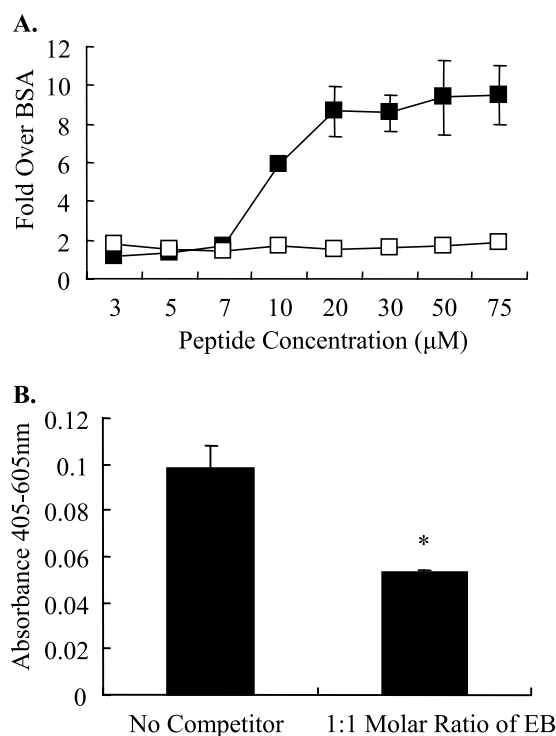 A.
Fold Over BSA
12
10
8
6
4
2
0
3 5 7 10 20 30 50 75
Peptide Concentration (μM)
B.
Absorbance 405-605nm
0.12
0.1
0.08
0.06
0.04
0.02
0
*
No Competitor 1:1 Molar Ratio of EB